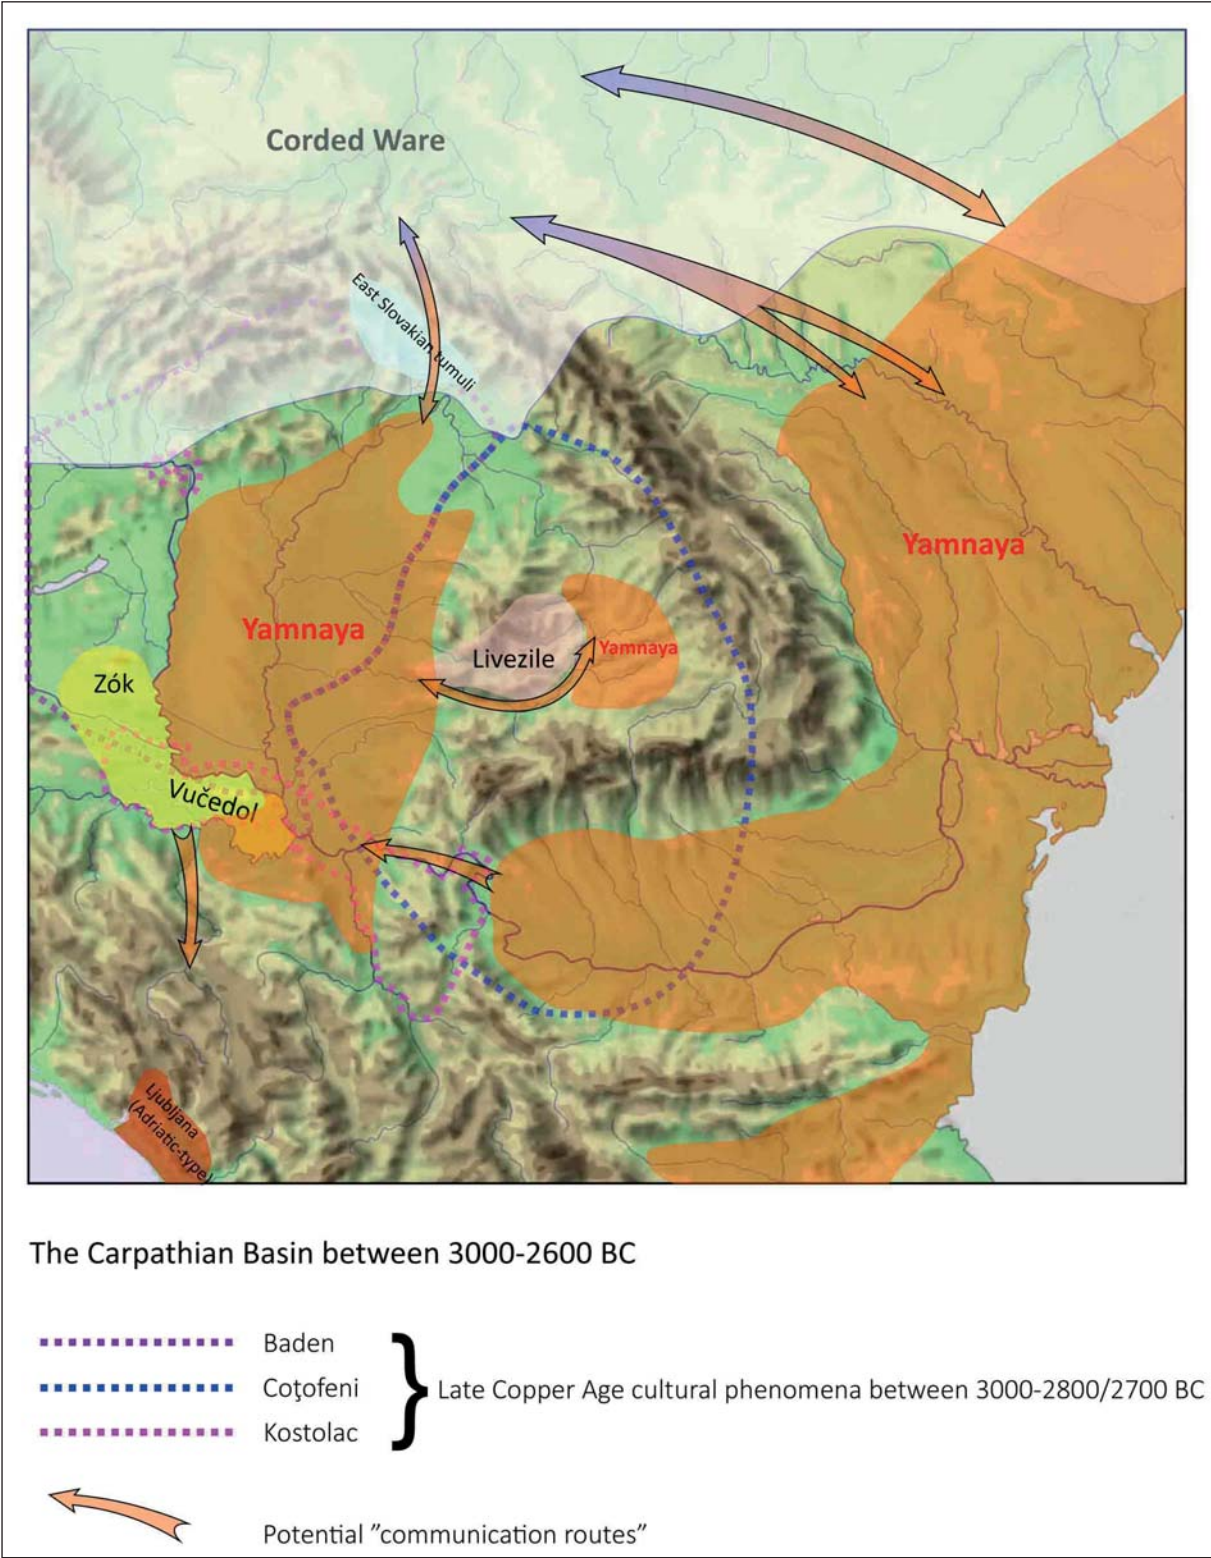 Corded Ware
East Slovakian tumuli
Yamnaya
Yamnaya
Livezile
Yamnaya
Zók
Vučedol
Ljubljana
(Adriatic-type)
The Carpathian Basin between 3000-2600 BC
Baden
Coţofeni
Kostolac
} Late Copper Age cultural phenomena between 3000-2800/2700 BC
Potential ”communication routes”